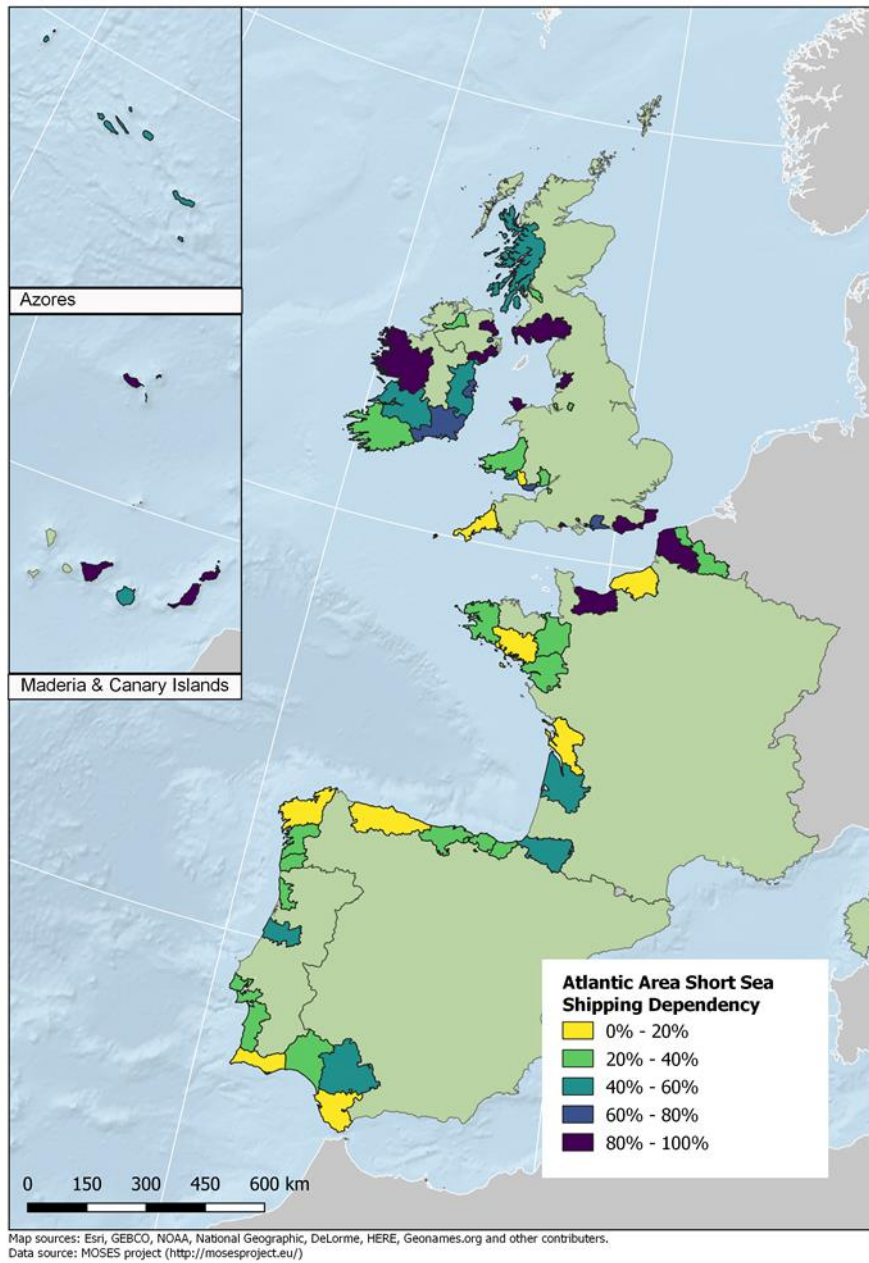 Azores
Maderia & Canary Islands
Atlantic Area Short Sea
Shipping Dependency
0% - 20%
20% - 40%
40% - 60%
60% - 80%
80% - 100%
0 150 300 450 600 km
Map sources: Esri, GEBCO, NOAA, National Geographic, DeLorme, HERE, Geonames.org and other contributers.
Data source: MOSES project (http://mosesproject.eu/)